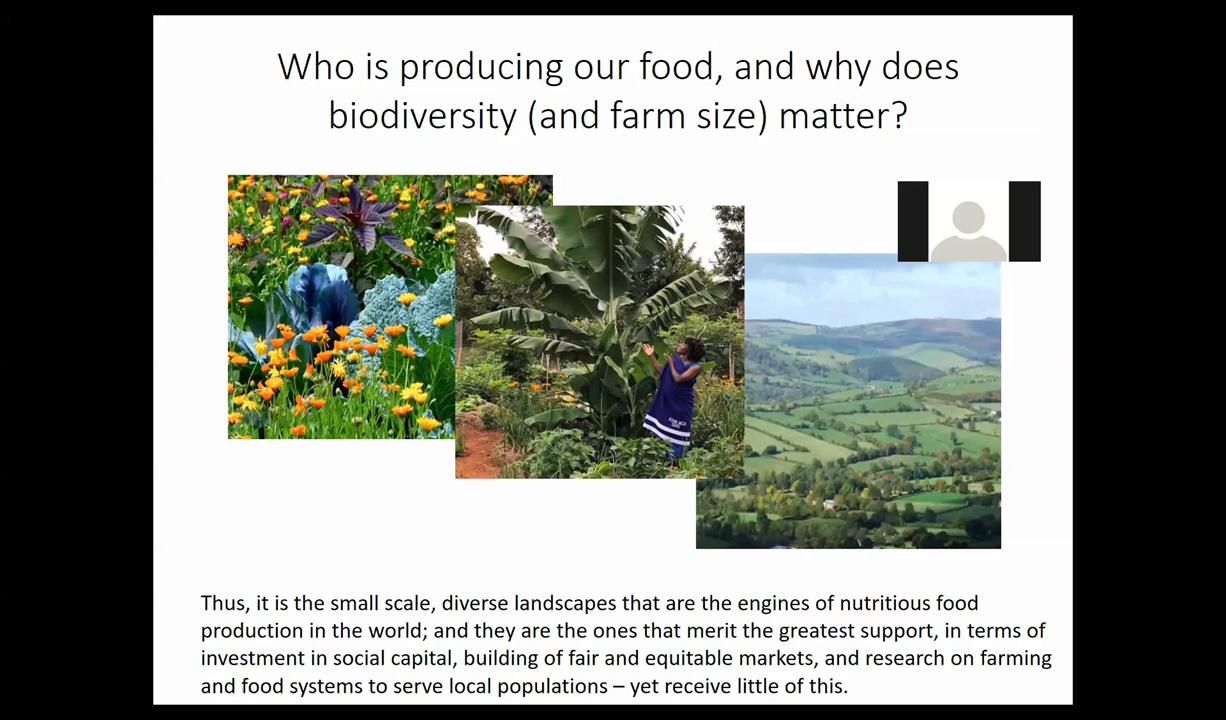 Who is producing our food, and why does
biodiversity (and farm size) matter?
Thus, it is the small scale, diverse landscapes that are the engines of nutritious food
production in the world; and they are the ones that merit the greatest support, in terms of
investment in social capital, building of fair and equitable markets, and research on farming
and food systems to serve local populations – yet receive little of this.